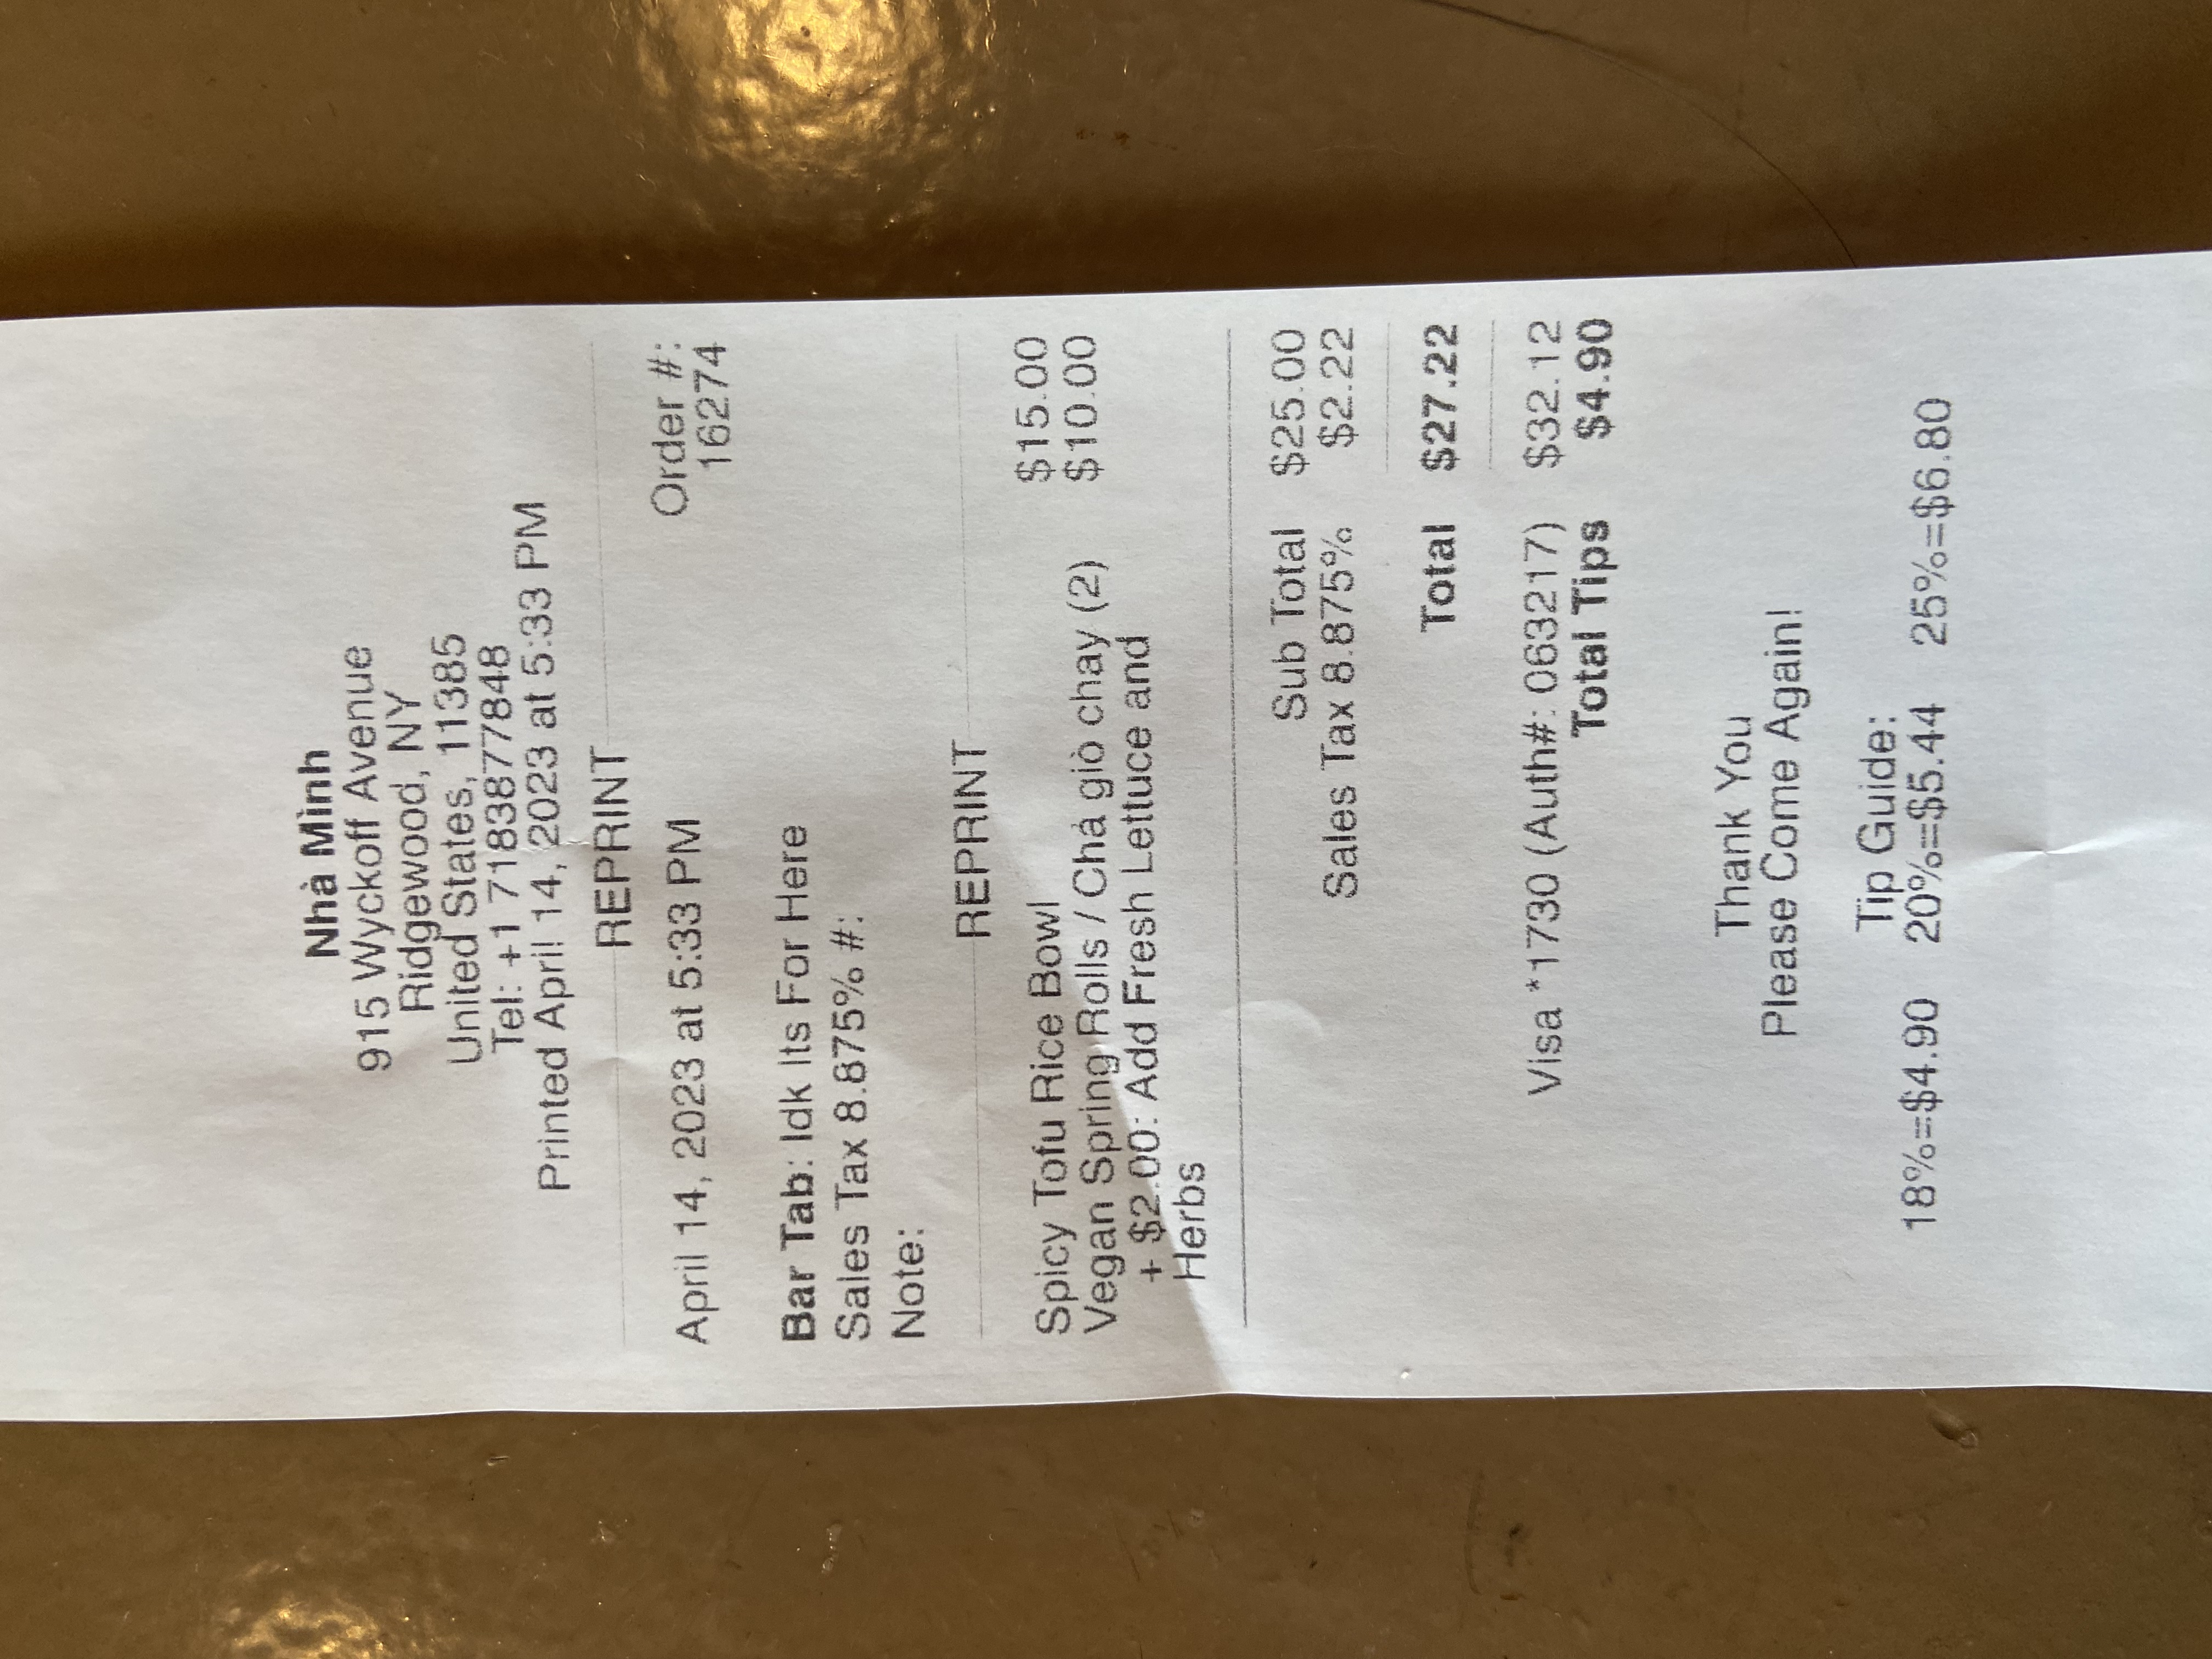 Nhà Mình
915 Wyckoff Avenue
Ridgewood, NY
United States, 11385
Tel: +1 7183877848
Printed April 14, 2023 at 5:33 PM
REPRINT
April 14, 2023 at 5:33 PM
Order #:
16274
Bar Tab: Idk Its For Here
Sales Tax 8.875% #:
Note:
REPRINT
Spicy Tofu Rice Bowl $15.00
Vegan Spring Rolls / Chả giò chay (2) $10.00
+ $2.00: Add Fresh Lettuce and
Herbs
Sub Total $25.00
Sales Tax 8.875% $2.22
Total $27.22
Visa *1730 (Auth#: 063217) $32.12
Total Tips $4.90
Thank You
Please Come Again!
Tip Guide:
18%=$4.90 20%=$5.44 25%=$6.80